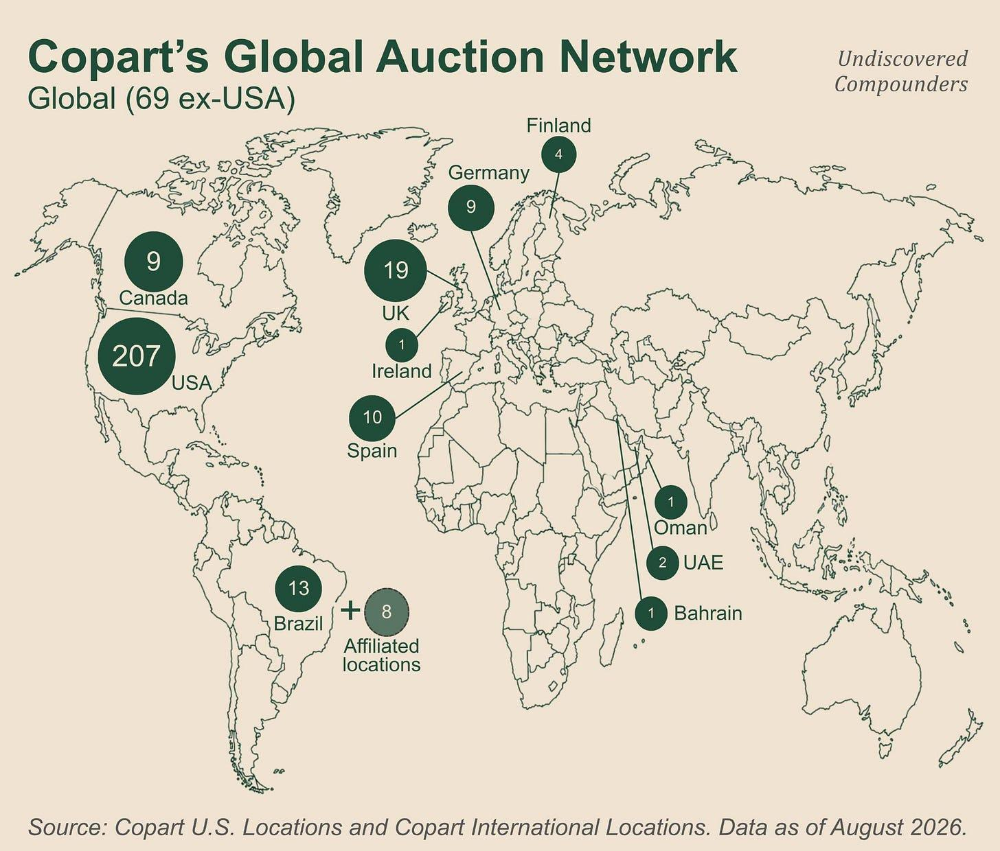 Copart’s Global Auction Network
Global (69 ex-USA)
Undiscovered
Compounders
Finland
4
Germany
9
9
Canada
19
UK
207
USA
1
Ireland
10
Spain
1
Oman
2
UAE
13
Brazil
+
8
Affiliated
locations
1
Bahrain
Source: Copart U.S. Locations and Copart International Locations. Data as of August 2026.